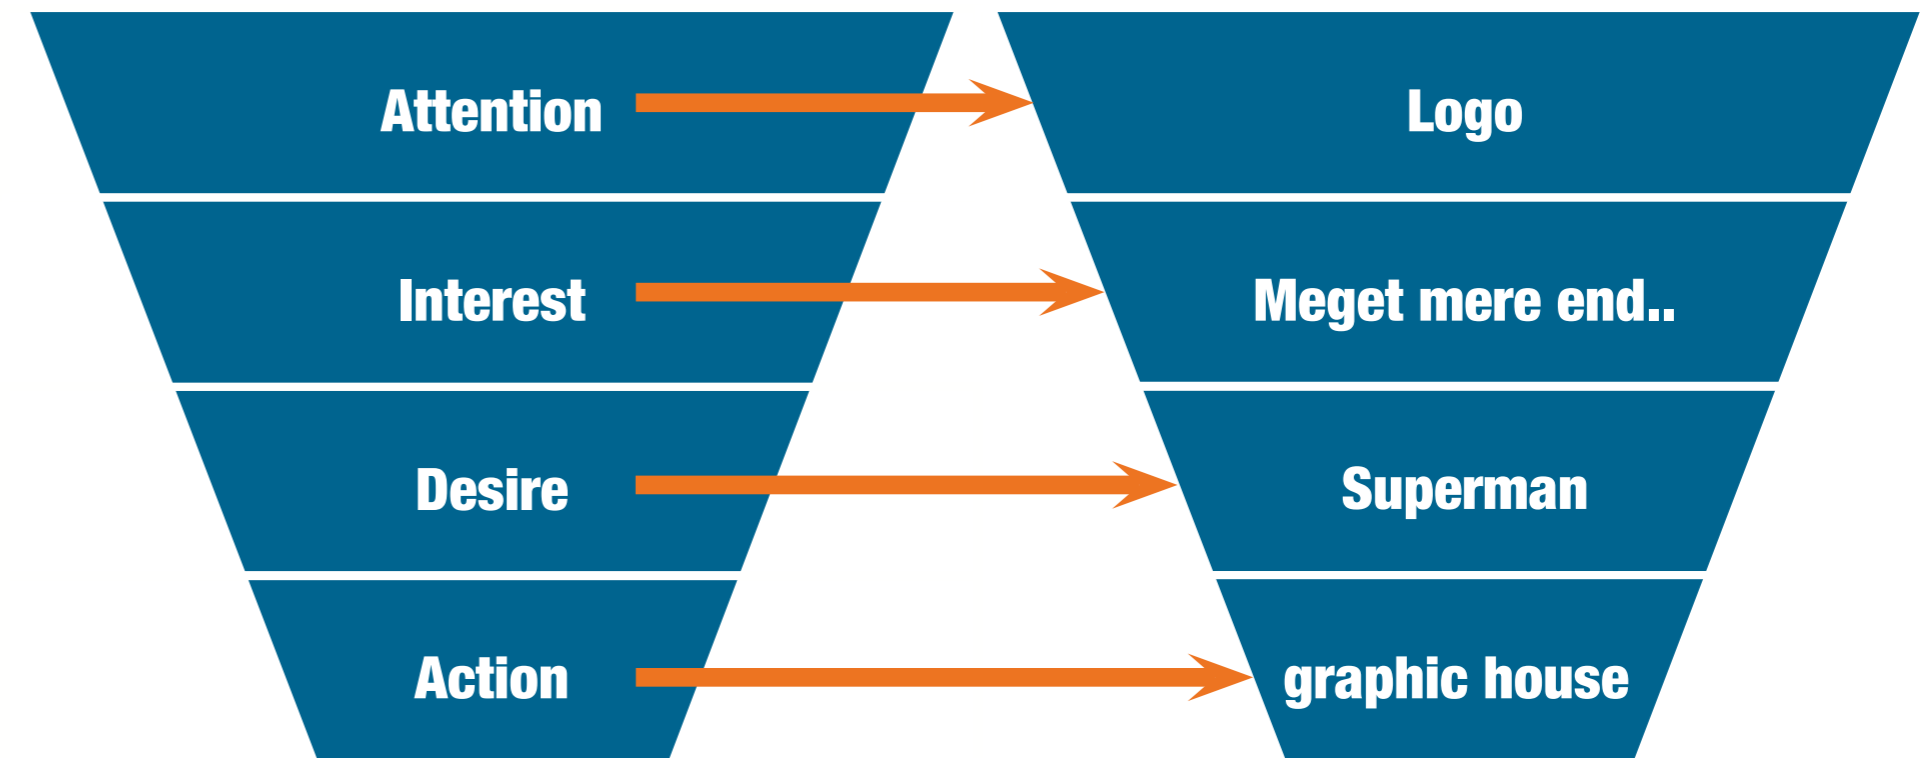 Attention
Logo
Interest
Meget mere end..
Desire
Superman
Action
graphic house